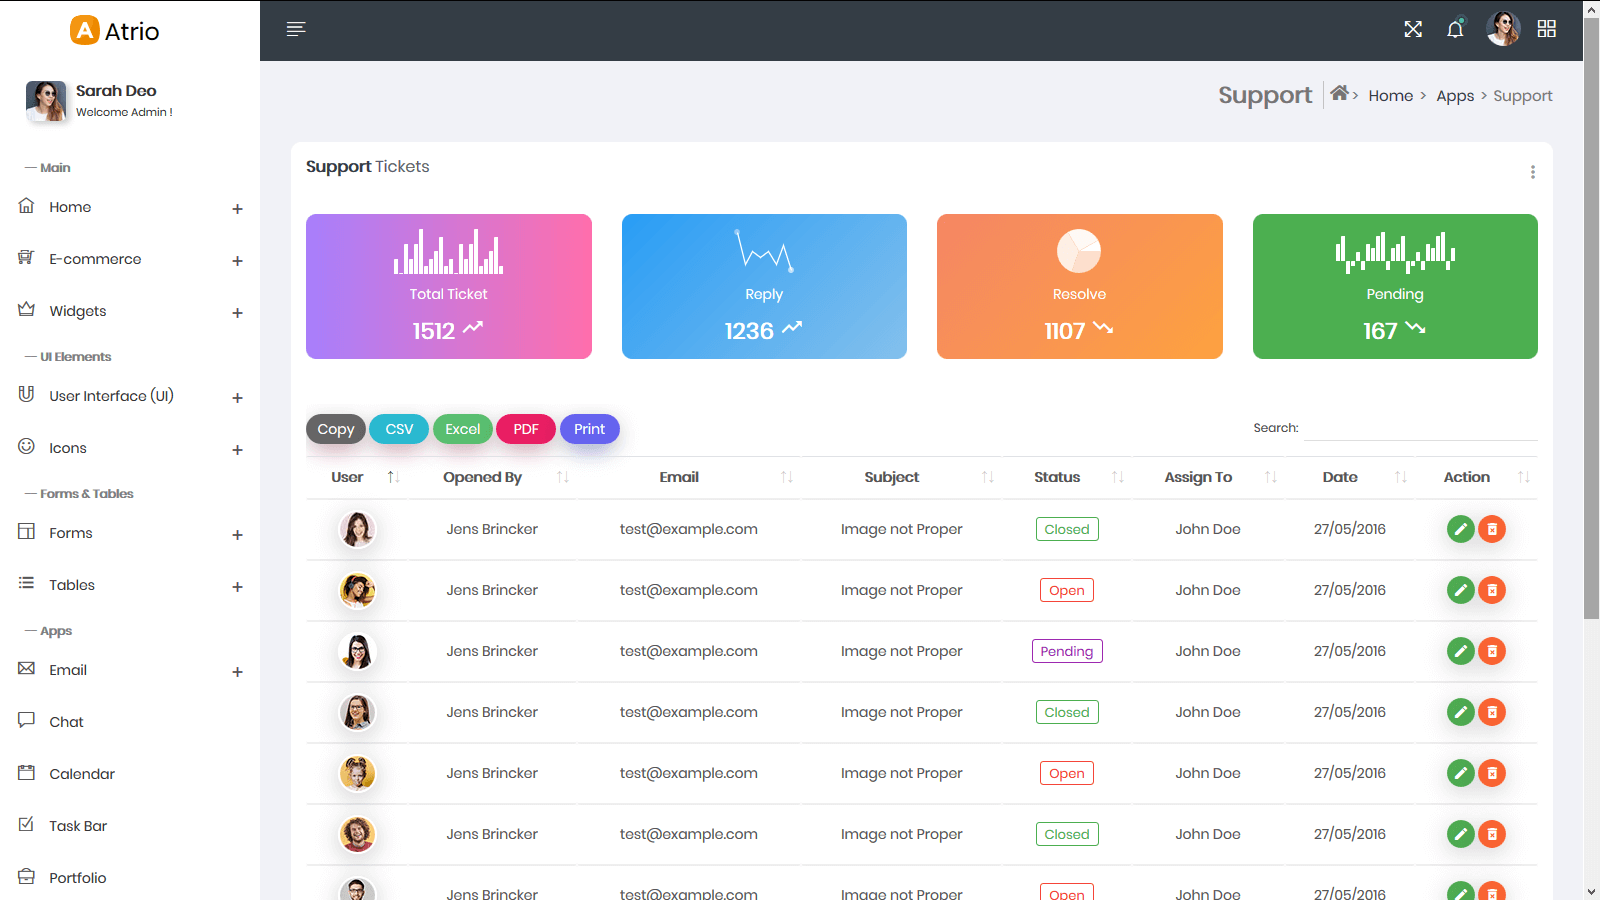 Atrio
Sarah Deo
Welcome Admin !
Main
Home
E-commerce
Widgets
UI Elements
User Interface (UI)
Icons
Forms & Tables
Forms
Tables
Apps
Email
Chat
Calendar
Task Bar
Portfolio
Support > Home > Apps > Support
Support Tickets
Total Ticket
1512
Reply
1236
Resolve
1107
Pending
167
Copy CSV Excel PDF Print
Search:
User Opened By Email Subject Status Assign To Date Action
Jens Brincker test@example.com Image not Proper Closed John Doe 27/05/2016
Jens Brincker test@example.com Image not Proper Open John Doe 27/05/2016
Jens Brincker test@example.com Image not Proper Pending John Doe 27/05/2016
Jens Brincker test@example.com Image not Proper Closed John Doe 27/05/2016
Jens Brincker test@example.com Image not Proper Open John Doe 27/05/2016
Jens Brincker test@example.com Image not Proper Closed John Doe 27/05/2016
Jens Brincker test@example.com Image not Proper Open John Doe 27/05/2016